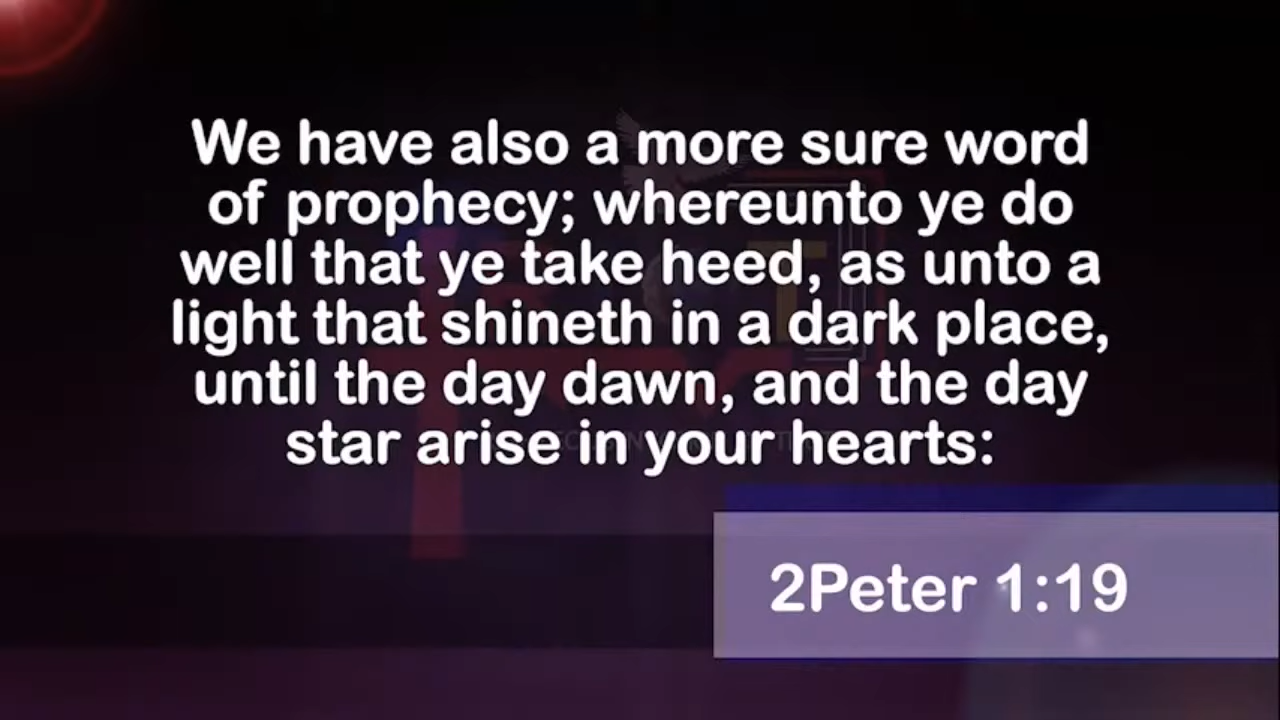 We have also a more sure word
of prophecy; whereunto ye do
well that ye take heed, as unto a
light that shineth in a dark place,
until the day dawn, and the day
star arise in your hearts:
2Peter 1:19